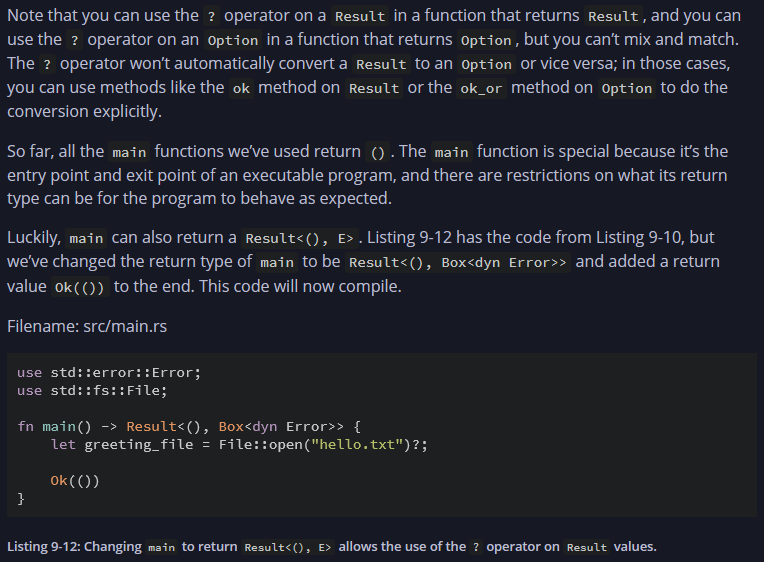 Note that you can use the ? operator on a Result in a function that returns Result, and you can
use the ? operator on an Option in a function that returns Option, but you can’t mix and match.
The ? operator won’t automatically convert a Result to an Option or vice versa; in those cases,
you can use methods like the ok method on Result or the ok_or method on Option to do the
conversion explicitly.
So far, all the main functions we’ve used return (). The main function is special because it’s the
entry point and exit point of an executable program, and there are restrictions on what its return
type can be for the program to behave as expected.
Luckily, main can also return a Result<(), E>. Listing 9-12 has the code from Listing 9-10, but
we’ve changed the return type of main to be Result<(), Box<dyn Error>> and added a return
value Ok(()) to the end. This code will now compile.
Filename: src/main.rs
use std::error::Error;
use std::fs::File;
fn main() -> Result<(), Box<dyn Error>> {
    let greeting_file = File::open("hello.txt")?;
    Ok(())
}
Listing 9-12: Changing main to return Result<(), E> allows the use of the ? operator on Result values.